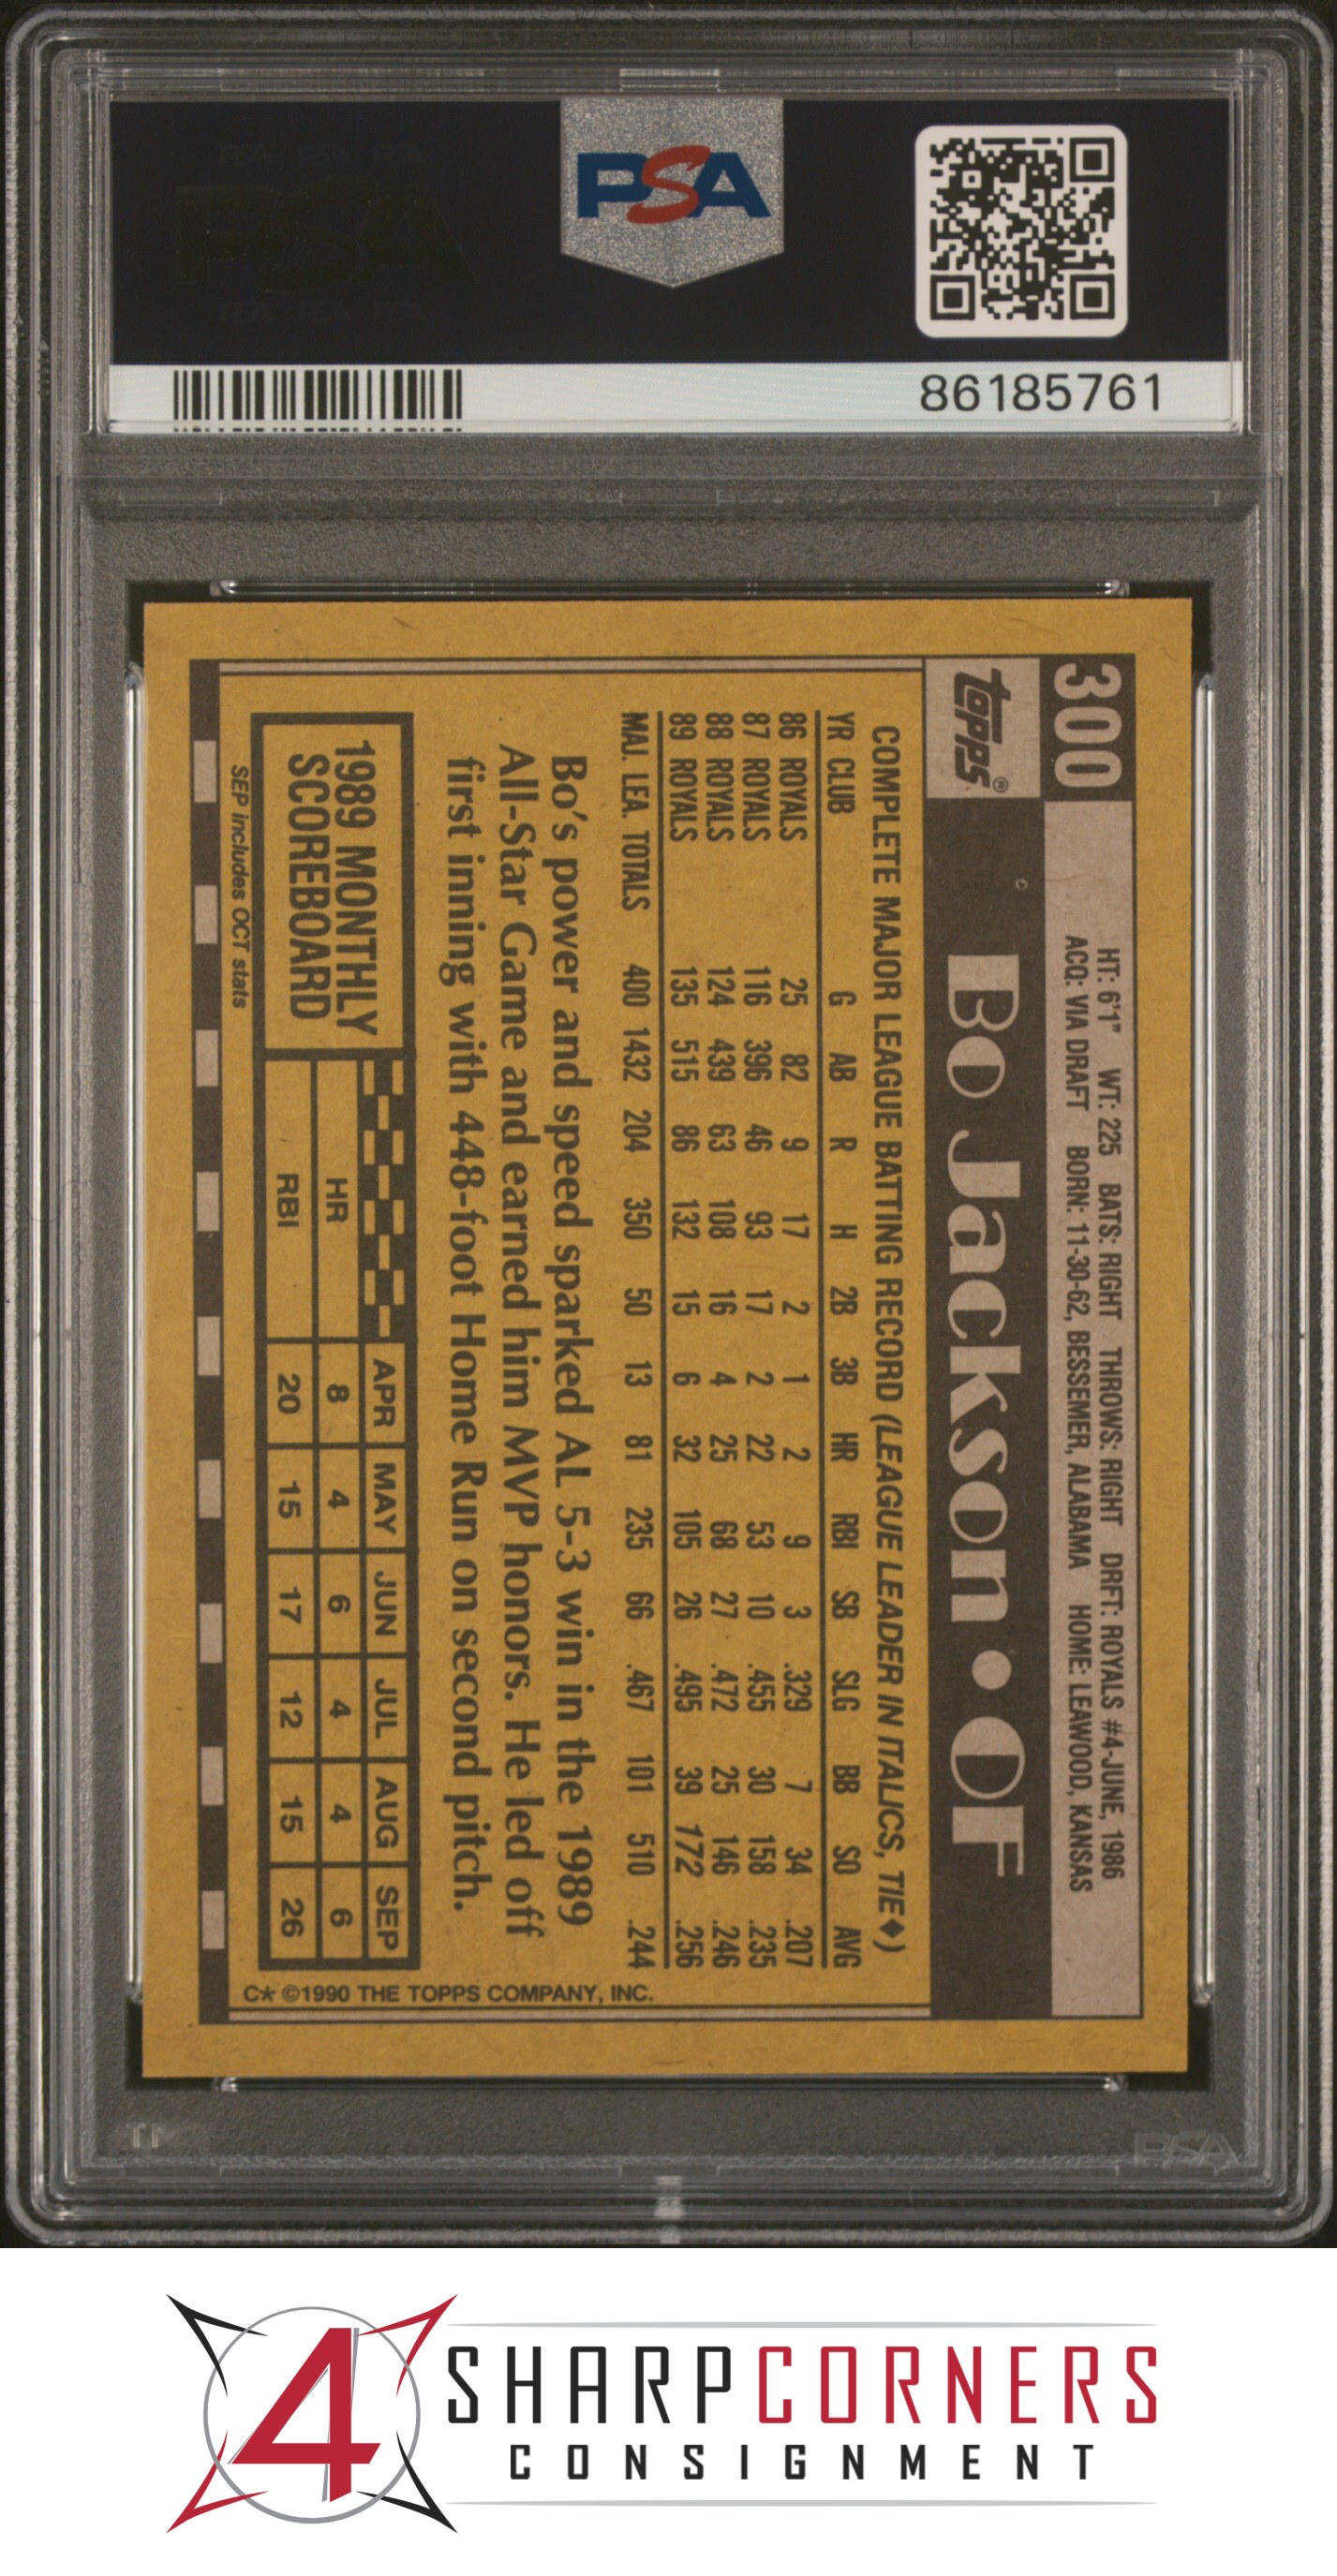 PSA PSA PSA
PSA
PSA PSA PSA
PSA
86185761
300
HT: 6'1" WT: 225 BATS: RIGHT THROWS: RIGHT DRFT: ROYALS #4-JUNE, 1986
ACQ: VIA DRAFT BORN: 11-30-62, BESSEMER, ALABAMA HOME: LEAWOOD, KANSAS
topps®
Bo Jackson • OF
COMPLETE MAJOR LEAGUE BATTING RECORD (LEAGUE LEADER IN ITALICS, TIE♦)
YR CLUB G AB R H 2B 3B HR RBI SB SLG BB SO AVG
86 ROYALS 25 82 9 17 2 1 2 9 3 .329 7 34 .207
87 ROYALS 116 396 46 93 17 2 22 53 10 .455 30 158 .235
88 ROYALS 124 439 63 108 16 4 25 68 27 .472 25 146 .246
89 ROYALS 135 515 86 132 15 6 32 105 26 .495 39 172 .256
MAJ. LEA. TOTALS 400 1432 204 350 50 13 81 235 66 .467 101 510 .244
Bo's power and speed sparked AL 5-3 win in the 1989
All-Star Game and earned him MVP honors. He led off
first inning with 448-foot Home Run on second pitch.
1989 MONTHLY
SCOREBOARD
APR MAY JUN JUL AUG SEP
HR 8 4 6 4 4 6
RBI 20 15 17 12 15 26
SEP includes OCT stats
C* ©1990 THE TOPPS COMPANY, INC.
PSA
4
SHARPCORNERS
CONSIGNMENT